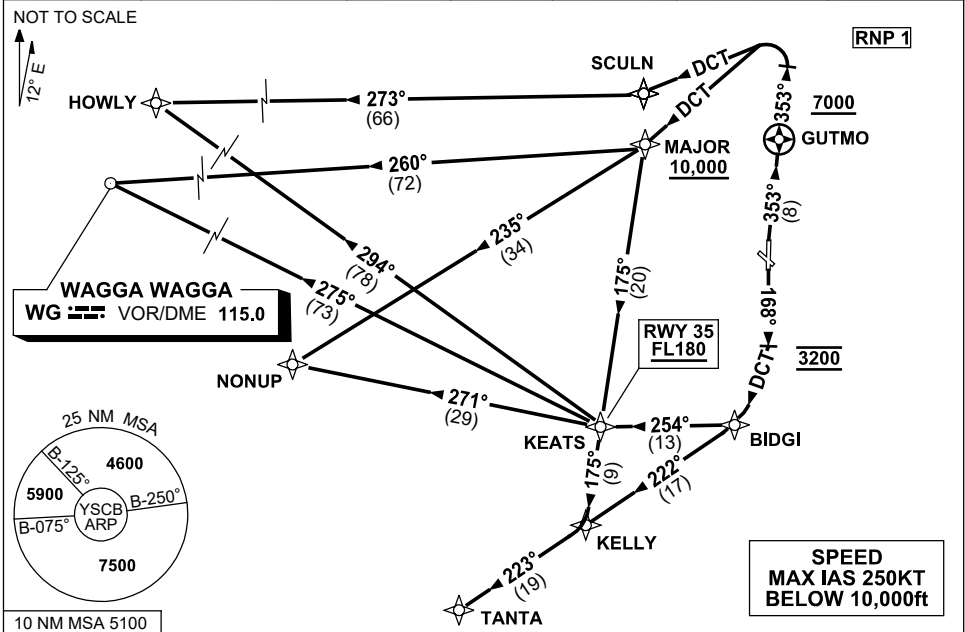 NOT TO SCALE
12° E
RNP 1
SCULN
DCT
DCT
HOWLY
273°
(66)
353°
7000
GUTMO
MAJOR
10,000
260°
(72)
353°
(8)
235°
(34)
294°
(78)
175°
(20)
275°
(73)
WAGGA WAGGA
WG VOR/DME 115.0
168°
RWY 35
FL180
3200
DCT
NONUP
271°
(29)
KEATS
254°
(13)
BIDGI
25 NM MSA
B-125°
4600
5900
B-250°
YSCB
ARP
B-075°
7500
175°
(9)
222°
(17)
KELLY
223°
(19)
TANTA
SPEED
MAX IAS 250KT
BELOW 10,000ft
10 NM MSA 5100